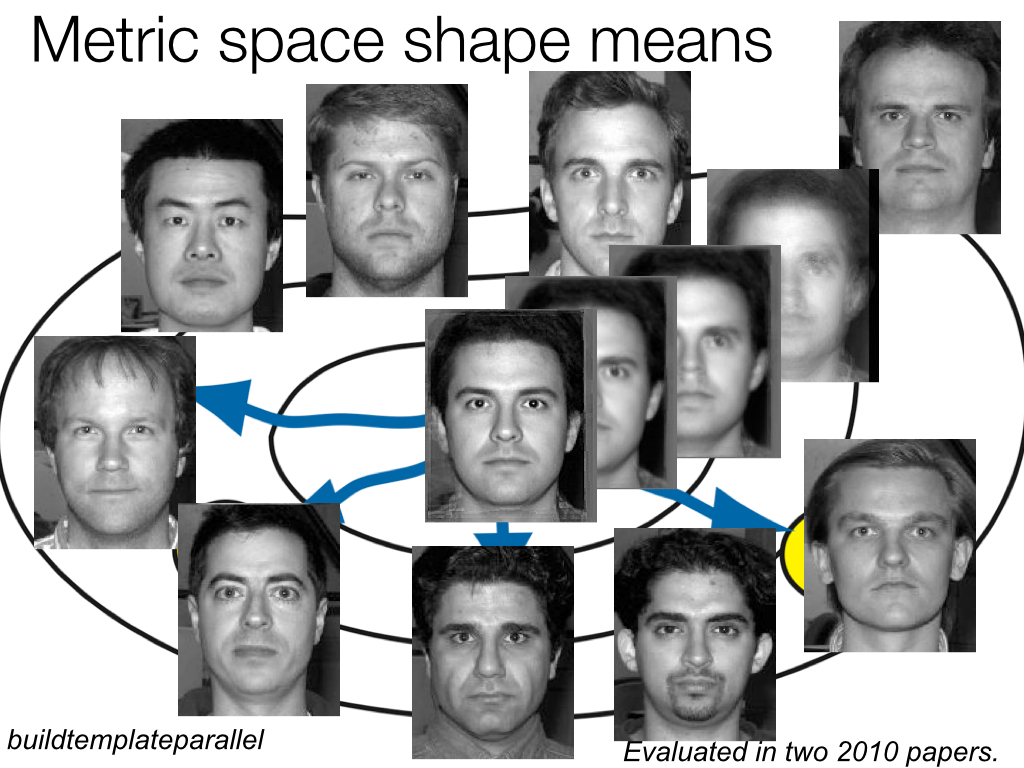 Metric space shape means
buildtemplateparallel
Evaluated in two 2010 papers.